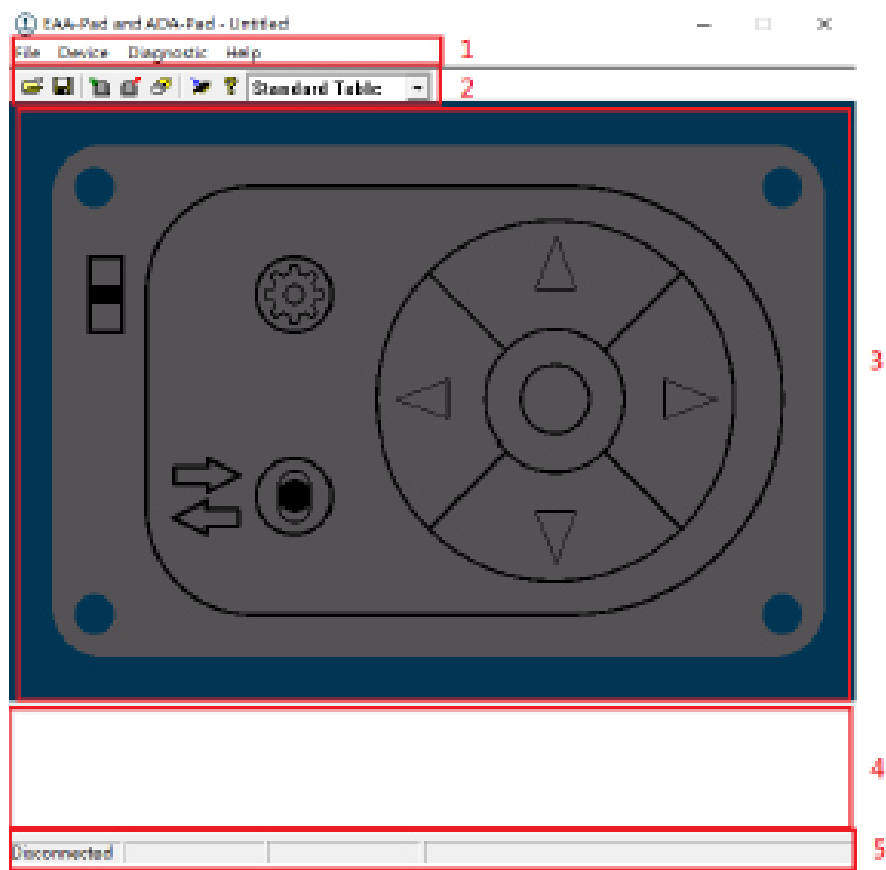 EAA-Pad and ADA-Pad - Untitled
File Device Diagnostic Help
1
Standard Table
2
3
4
Disconnected
5